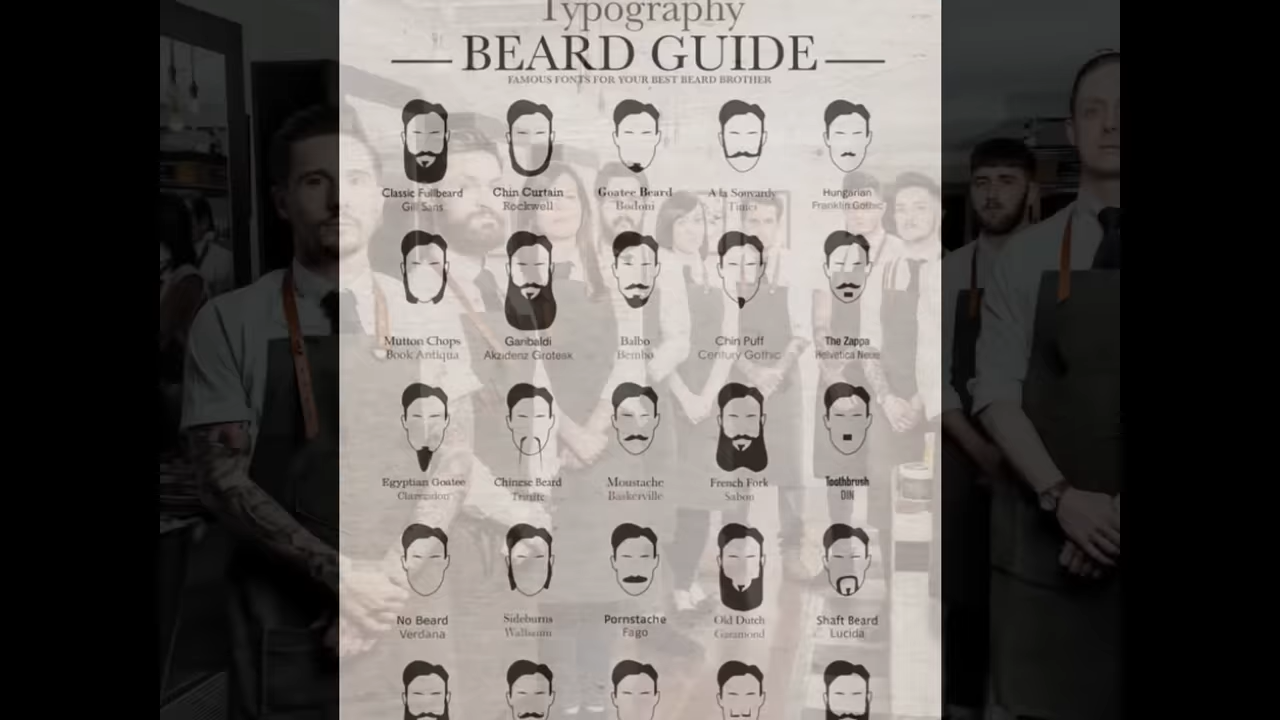 Typography
BEARD GUIDE
FAMOUS FONTS FOR YOUR BEST BEARD BROTHER
Classic Fullbeard Chin Curtain Goatee Beard A la Souvarov Hungarian
Gill Sans Rockwell Bodoni Times Franklin Gothic
Mutton Chops Garibaldi Balbo Chin Puff The Zappa
Book Antiqua Akzidenz Grotesk Bembo Century Gothic Helvetica Neue
Egyptian Goatee Chinese Beard Moustache French Fork Toothbrush
Clarendon Trinite Baskerville Sabon DIN
No Beard Sideburns Pornstache Old Dutch Shaft Beard
Verdana Walbaum Fago Garamond Lucida